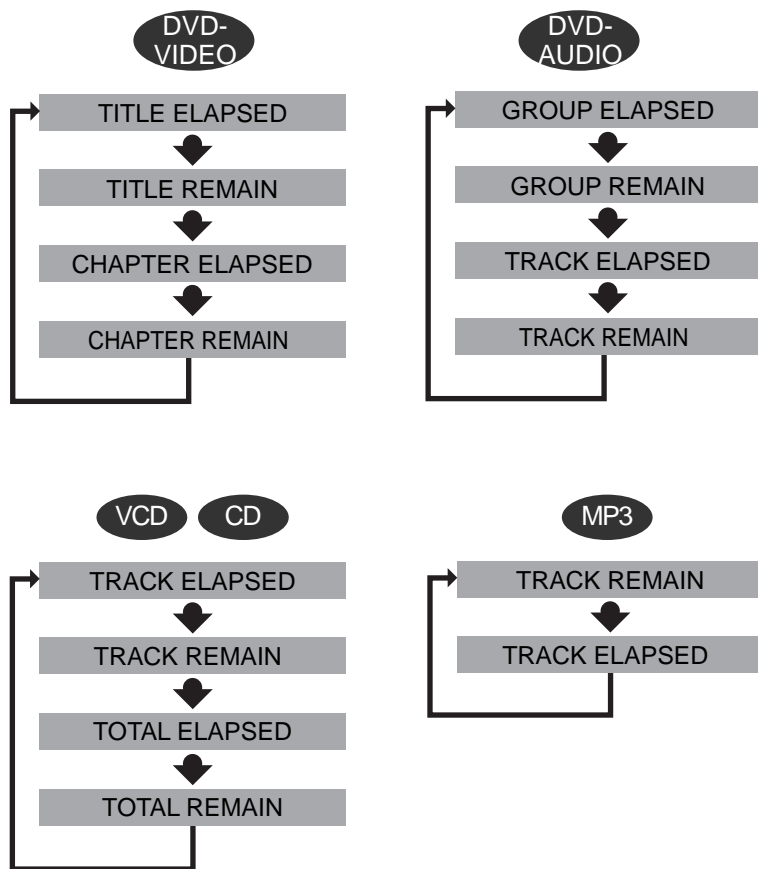 DVD-
VIDEO
TITLE ELAPSED
TITLE REMAIN
CHAPTER ELAPSED
CHAPTER REMAIN
DVD-
AUDIO
GROUP ELAPSED
GROUP REMAIN
TRACK ELAPSED
TRACK REMAIN
VCD CD
TRACK ELAPSED
TRACK REMAIN
TOTAL ELAPSED
TOTAL REMAIN
MP3
TRACK REMAIN
TRACK ELAPSED